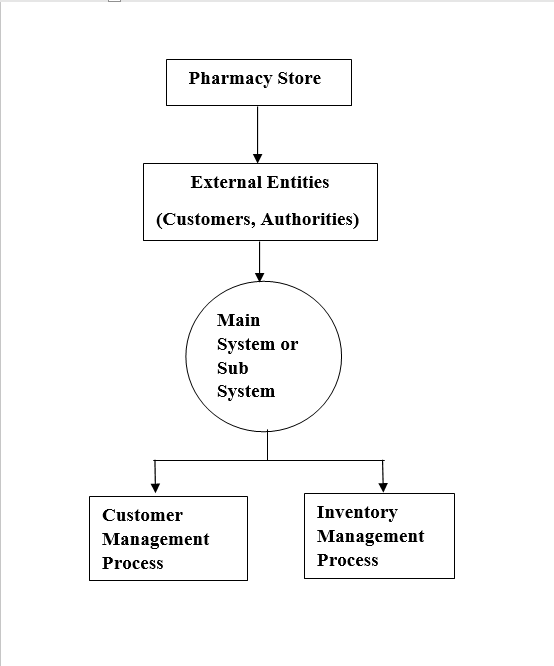 Pharmacy Store
External Entities
(Customers, Authorities)
Main
System or
Sub
System
Customer
Management
Process
Inventory
Management
Process